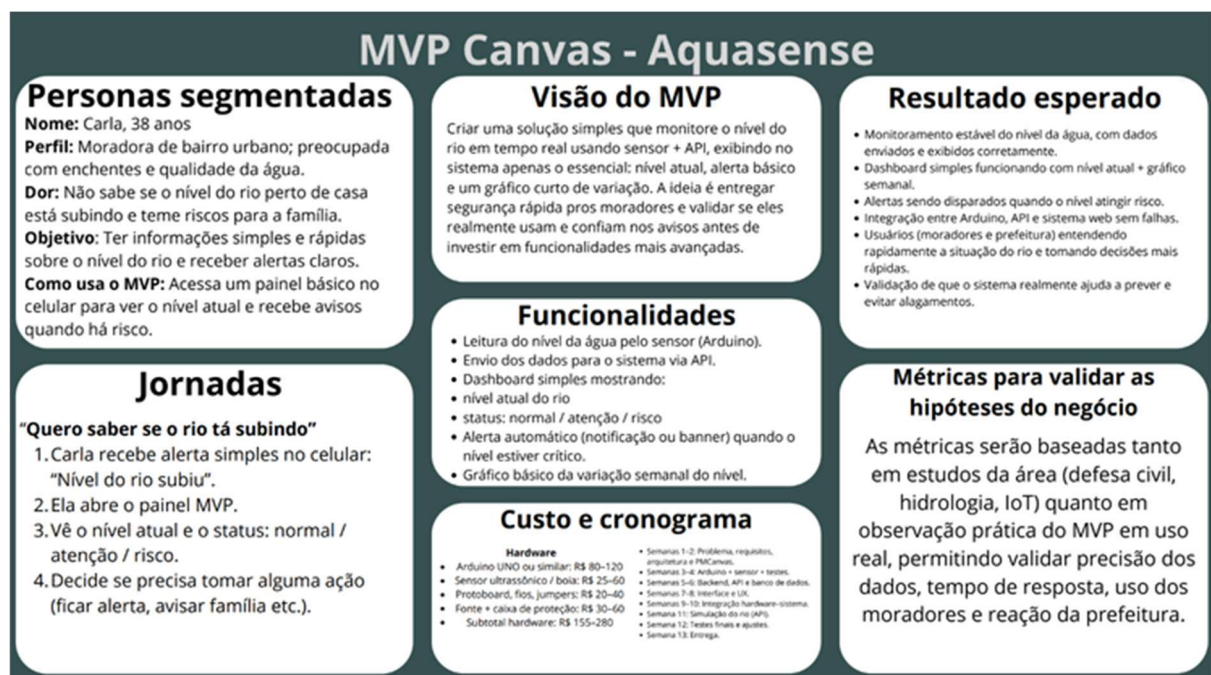 MVP Canvas - Aquasense
Personas segmentadas
Nome: Carla, 38 anos
Perfil: Moradora de bairro urbano; preocupada
com enchentes e qualidade da água.
Dor: Não sabe se o nível do rio perto de casa
está subindo e teme riscos para a família.
Objetivo: Ter informações simples e rápidas
sobre o nível do rio e receber alertas claros.
Como usa o MVP: Acessa um painel básico no
celular para ver o nível atual e recebe avisos
quando há risco.
Jornadas
“Quero saber se o rio tá subindo”
1. Carla recebe alerta simples no celular:
“Nível do rio subiu”.
2. Ela abre o painel MVP.
3. Vê o nível atual e o status: normal /
atenção / risco.
4. Decide se precisa tomar alguma ação
(ficar alerta, avisar família etc.).
Visão do MVP
Criar uma solução simples que monitore o nível do
rio em tempo real usando sensor + API, exibindo no
sistema apenas o essencial: nível atual, alerta básico
e um gráfico curto de variação. A ideia é entregar
segurança rápida pros moradores e validar se eles
realmente usam e confiam nos avisos antes de
investir em funcionalidades mais avançadas.
Funcionalidades
• Leitura do nível da água pelo sensor (Arduino).
• Envio dos dados para o sistema via API.
• Dashboard simples mostrando:
• nível atual do rio
• status: normal / atenção / risco
• Alerta automático (notificação ou banner) quando o
nível estiver crítico.
• Gráfico básico da variação semanal do nível.
Custo e cronograma
Hardware
• Arduino UNO ou similar: R$ 80–120
• Sensor ultrassônico / boia: R$ 25–60
• Protoboard, fios, jumpers: R$ 20–40
• Fonte + caixa de proteção: R$ 30–60
• Subtotal hardware: R$ 155–280
• Semanas 1–2: Problema, requisitos,
arquitetura e PMCanvas.
• Semanas 3–4: Arduino + sensor + testes.
• Semanas 5–6: Backend, API e banco de dados.
• Semanas 7–8: Interface e UX.
• Semanas 9–10: Integração hardware–sistema.
• Semana 11: Simulação do rio (API).
• Semana 12: Testes finais e ajustes.
• Semana 13: Entrega.
Resultado esperado
• Monitoramento estável do nível da água, com dados
enviados e exibidos corretamente.
• Dashboard simples funcionando com nível atual + gráfico
semanal.
• Alertas sendo disparados quando o nível atingir risco.
• Integração entre Arduino, API e sistema web sem falhas.
• Usuários (moradores e prefeitura) entendendo
rapidamente a situação do rio e tomando decisões mais
rápidas.
• Validação de que o sistema realmente ajuda a prever e
evitar alagamentos.
Métricas para validar as
hipóteses do negócio
As métricas serão baseadas tanto
em estudos da área (defesa civil,
hidrologia, IoT) quanto em
observação prática do MVP em uso
real, permitindo validar precisão dos
dados, tempo de resposta, uso dos
moradores e reação da prefeitura.